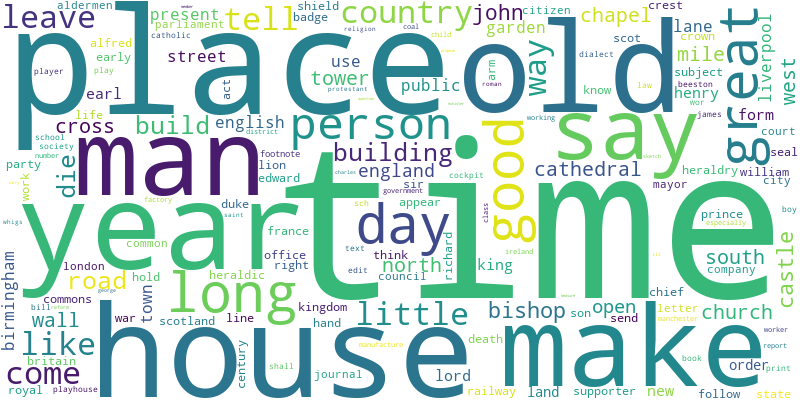 aldermen
shield
badge
country
john
citizen
crest
leave
present
parliament
tell
chapel
lane
crown
great
liverpool
west
place
old
alfred
early
catholic
religion
coal
child
garden
scot
mile
street
use
way
arm
dialect
player
play
act
tower
public
roman
know
subject
law
earl
protestant
henry
beeston
life
cross
build
english
person
say
working
wor
james
form
court
school
society
number
district
man
building
good
seal
party
footnote
lion
england
cathedral
heraldry
william
die
work
edward
cockpit
mayor
city
sir
charles
government
class
boy
whigs
factory
duke
saint
sch
appear
prince
especially
year
time
day
common
france
text
think
richard
ireland
office
right
edit
council
north
king
south
company
birmingham
london
road
hold
heraldic
long
castle
commons
george
kingdom
son
open
chief
letter
manchester
bill
return
war
line
hand
little
bishop
send
church
town
wall
scotland
like
house
make
death
worker
britain
century
manufacture
order
report
come
shall
lord
book
print
royal
playhouse
journal
railway
land
supporter
new
follow
state